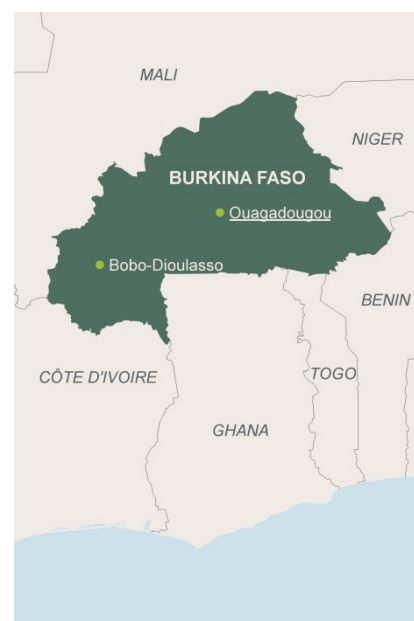 MALI
NIGER
BURKINA FASO
Ouagadougou
Bobo-Dioulasso
BENIN
CÔTE D'IVOIRE
TOGO
GHANA